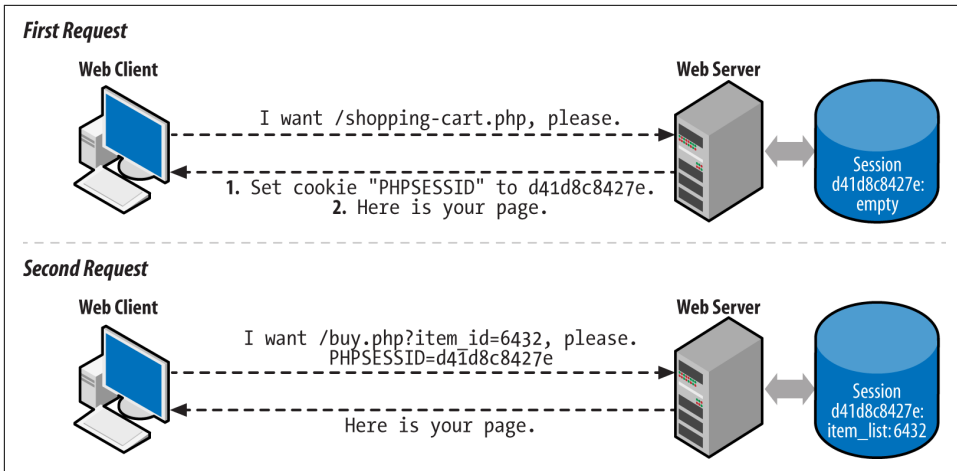 First Request
Web Client
Web Server
I want /shopping-cart.php, please.
1. Set cookie "PHPSESSID" to d41d8c8427e.
2. Here is your page.
Session
d41d8c8427e:
empty
Second Request
Web Client
Web Server
I want /buy.php?item_id=6432, please.
PHPSESSID=d41d8c8427e
Here is your page.
Session
d41d8c8427e:
item_list: 6432